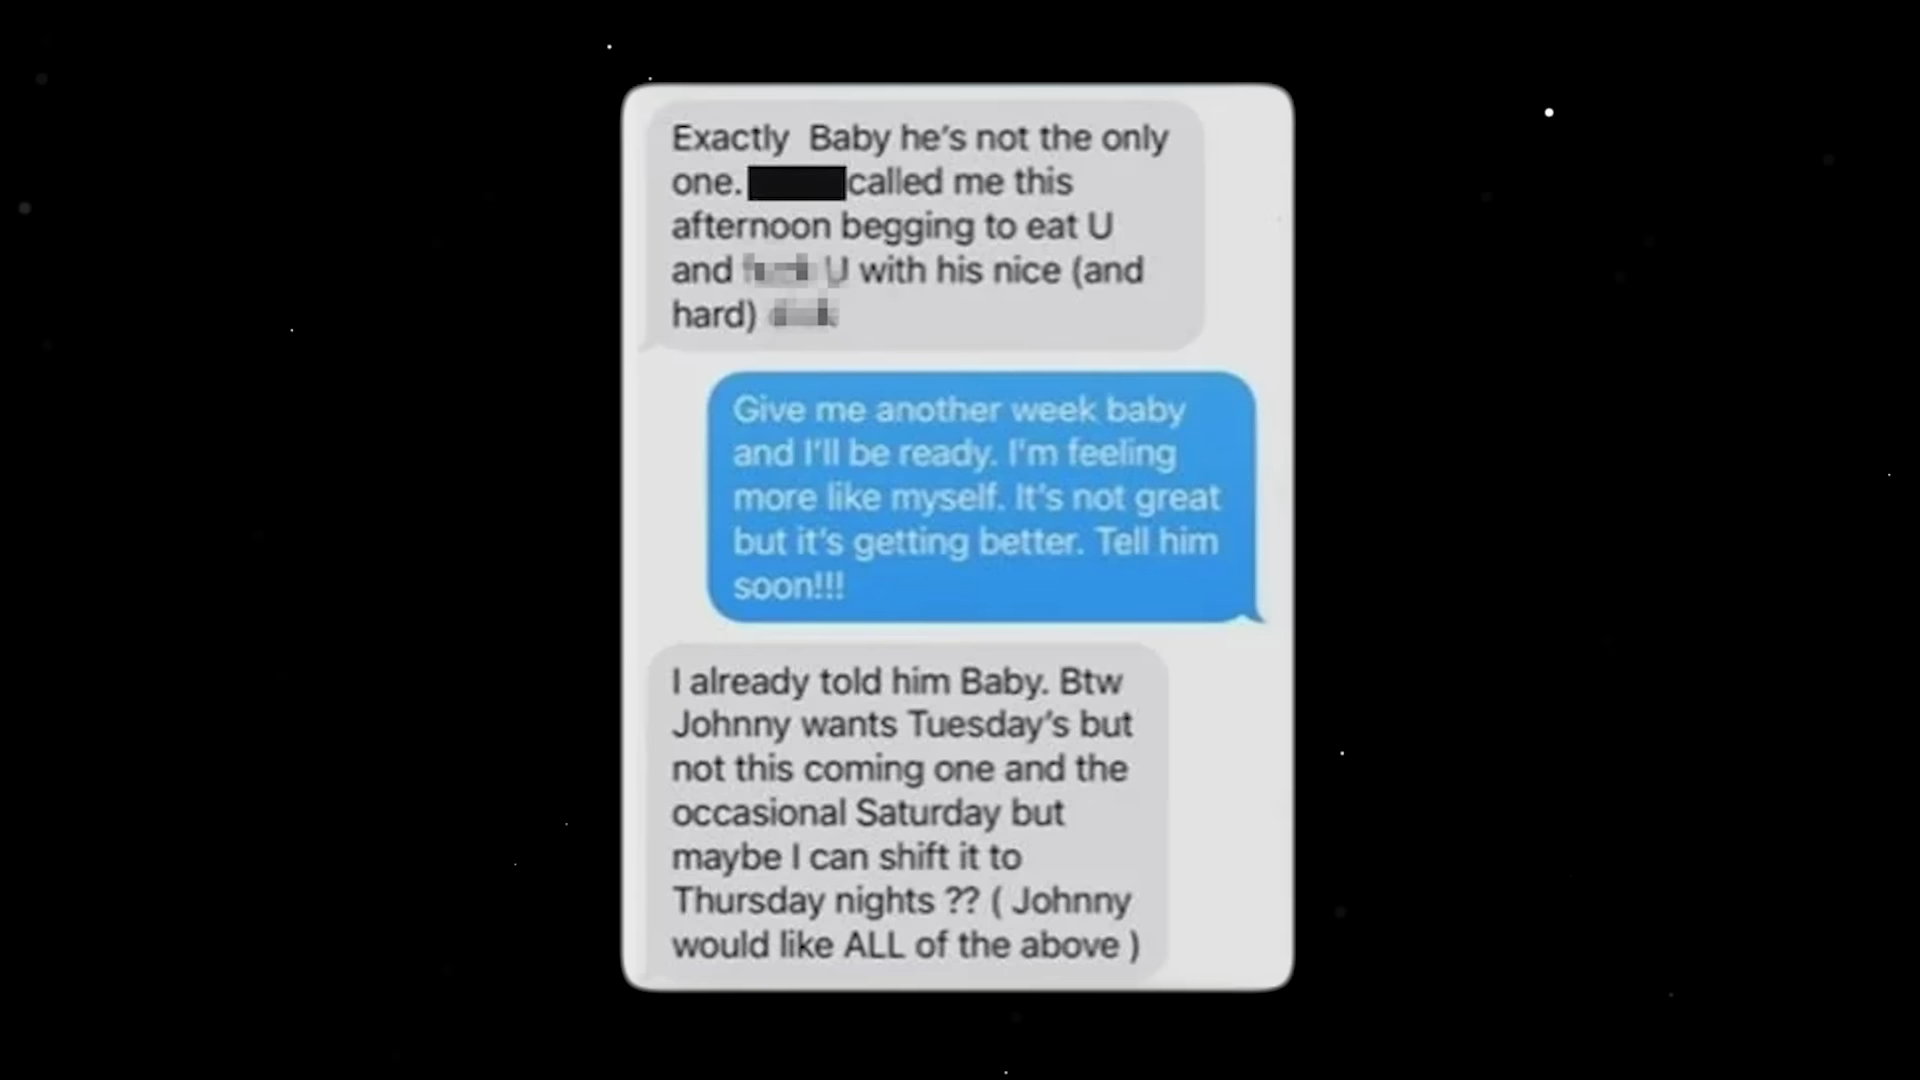 Exactly Baby he's not the only
one. called me this
afternoon begging to eat U
and U with his nice (and
hard)
Give me another week baby
and I'll be ready. I'm feeling
more like myself. It's not great
but it's getting better. Tell him
soon!!!
I already told him Baby. Btw
Johnny wants Tuesday's but
not this coming one and the
occasional Saturday but
maybe I can shift it to
Thursday nights ?? ( Johnny
would like ALL of the above )